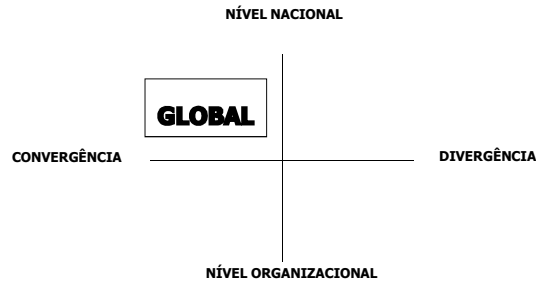 NÍVEL NACIONAL
GLOBAL
CONVERGÊNCIA
DIVERGÊNCIA
NÍVEL ORGANIZACIONAL